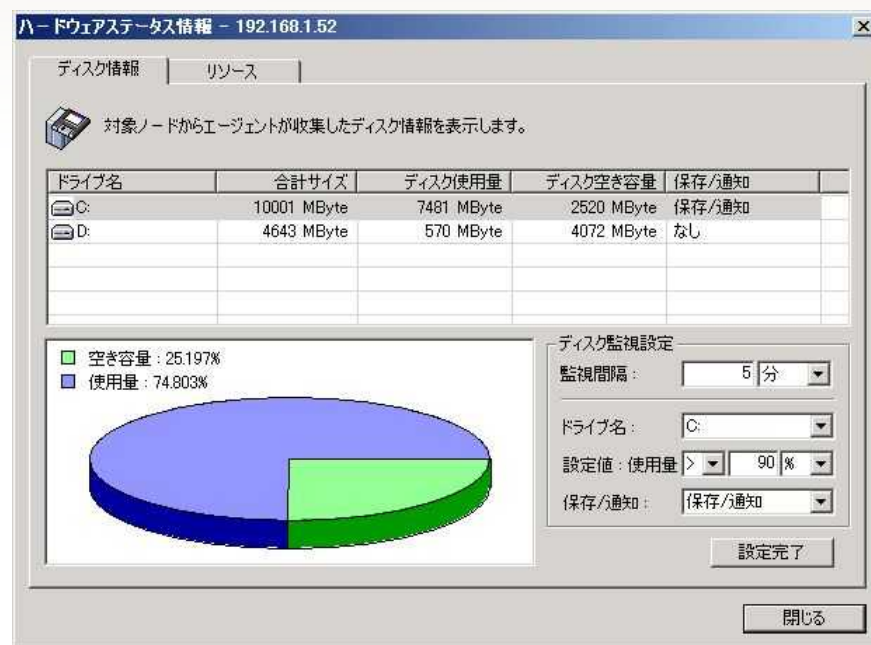 ハードウェアステータス情報 - 192.168.1.52
ディスク情報 リソース
対象ノードからエージェントが収集したディスク情報を表示します。
ドライブ名 合計サイズ ディスク使用量 ディスク空き容量 保存/通知
C: 10001 MByte 7481 MByte 2520 MByte 保存/通知
D: 4643 MByte 570 MByte 4072 MByte なし
空き容量 : 25.197%
使用量 : 74.803%
ディスク監視設定
監視間隔 : 5 分
ドライブ名 : C:
設定値 : 使用量 > 90 %
保存/通知 : 保存/通知
設定完了
閉じる